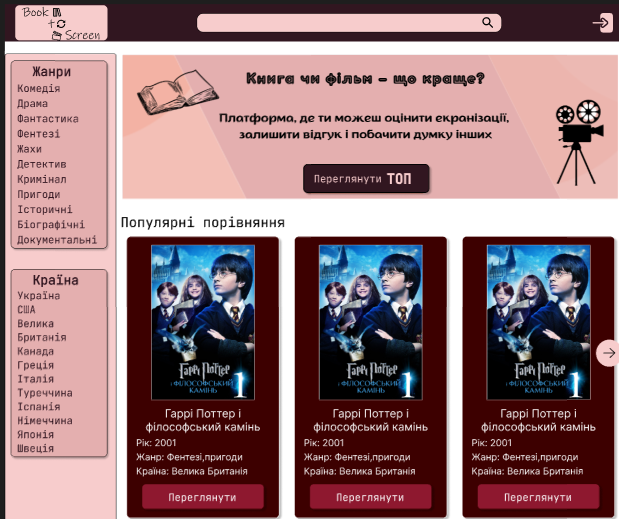 Book
to
Screen
Жанри
Комедія
Драма
Фантастика
Фентезі
Жахи
Детектив
Кримінал
Пригоди
Історичні
Біографічні
Документальні
Країна
Україна
США
Велика
Британія
Канада
Греція
Італія
Туреччина
Іспанія
Німеччина
Японія
Швеція
Книга чи фільм - що краще?
Платформа, де ти можеш оцінити екранізації,
залишити відгук і побачити думку інших
Переглянути ТОП
Популярні порівняння
Гаррі Поттер
і філософський
камінь 1
Гаррі Поттер і
філософський камінь
Рік: 2001
Жанр: Фентезі,пригоди
Країна: Велика Британія
Переглянути
Гаррі Поттер
і філософський
камінь 1
Гаррі Поттер і
філософський камінь
Рік: 2001
Жанр: Фентезі,пригоди
Країна: Велика Британія
Переглянути
Гаррі Поттер
і філософський
камінь 1
Гаррі Поттер і
філософський камінь
Рік: 2001
Жанр: Фентезі,пригоди
Країна: Велика Британія
Переглянути